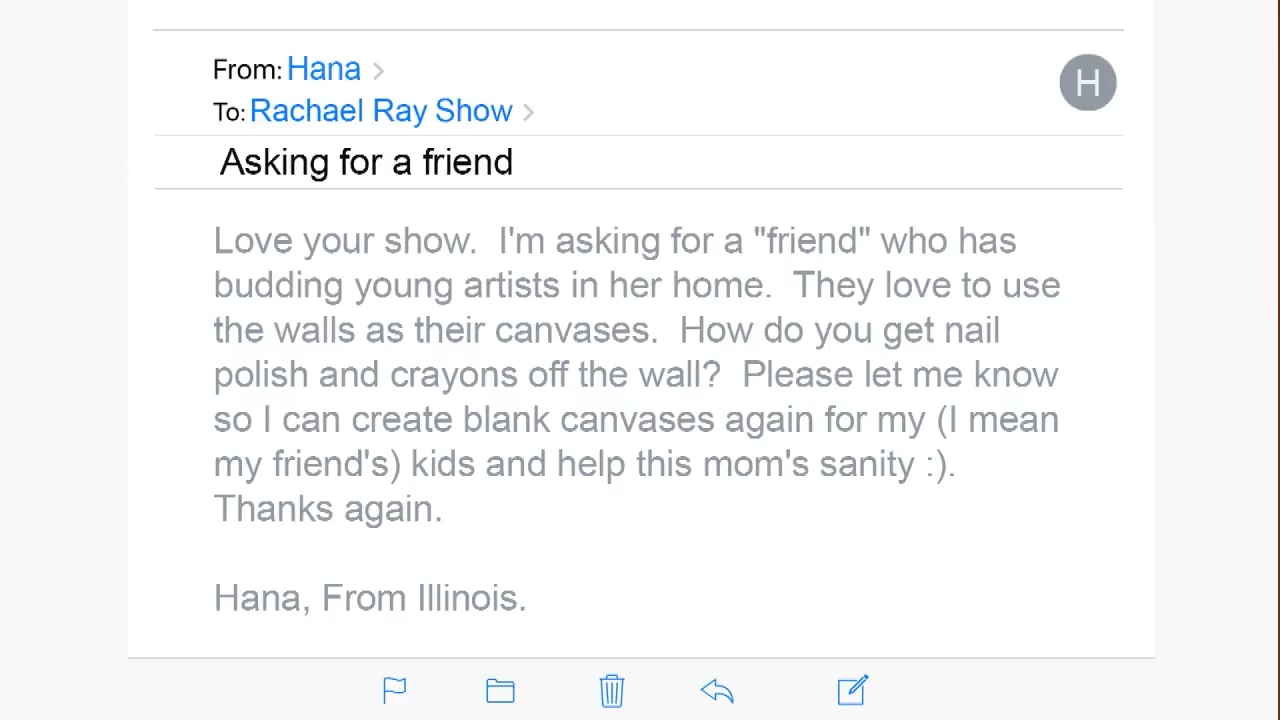 From: Hana
H
To: Rachael Ray Show
Asking for a friend
Love your show.  I'm asking for a "friend" who has
budding young artists in her home.  They love to use
the walls as their canvases.  How do you get nail
polish and crayons off the wall?  Please let me know
so I can create blank canvases again for my (I mean
my friend's) kids and help this mom's sanity :).
Thanks again.
Hana, From Illinois.